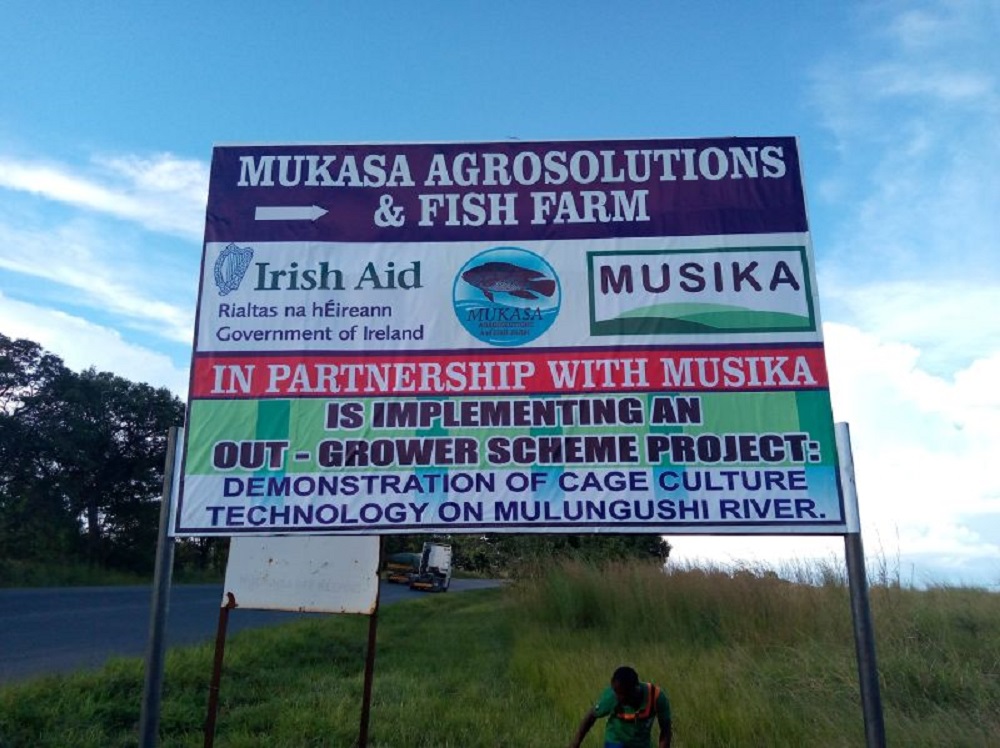 MUKASA AGROSOLUTIONS
& FISH FARM
Irish Aid
Rialtas na hÉireann
Government of Ireland
MUKASA
MUSIKA
IN PARTNERSHIP WITH MUSIKA
IS IMPLEMENTING AN
OUT - GROWER SCHEME PROJECT:
DEMONSTRATION OF CAGE CULTURE
TECHNOLOGY ON MULUNGUSHI RIVER.